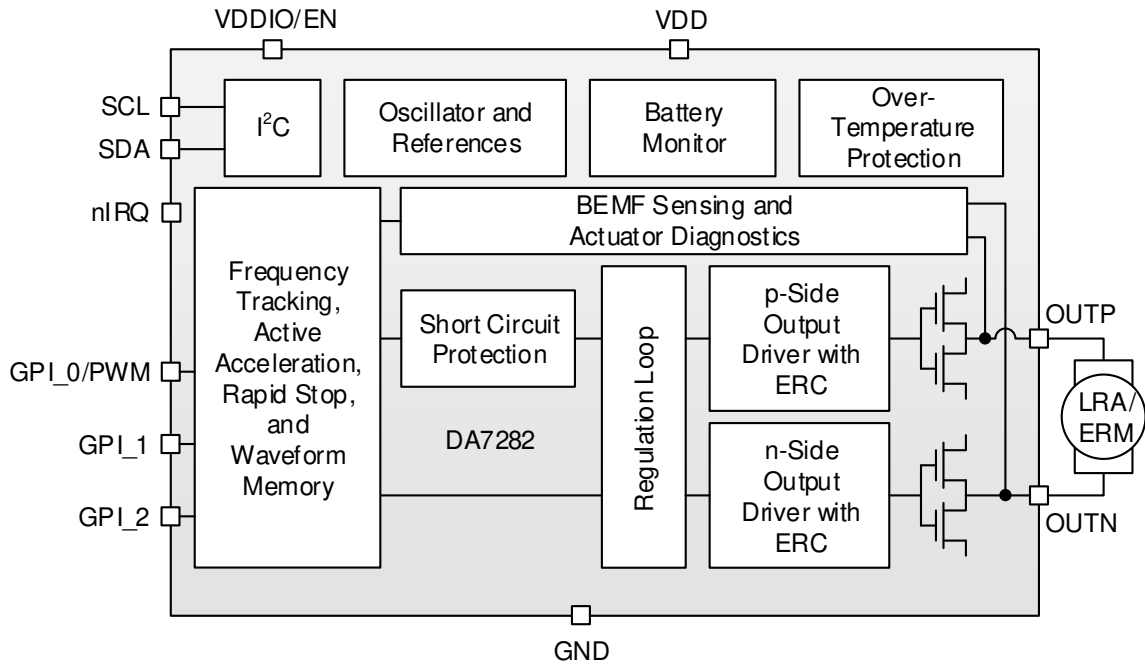 VDDIO/EN
VDD
SCL
SDA
I²C
Oscillator and
References
Battery
Monitor
Over-
Temperature
Protection
nIRQ
BEMF Sensing and
Actuator Diagnostics
Frequency
Tracking,
Active
Acceleration,
Rapid Stop,
and
Waveform
Memory
Short Circuit
Protection
Regulation Loop
p-Side
Output
Driver with
ERC
OUTP
GPI_0/PWM
LRA/
ERM
GPI_1
DA7282
n-Side
Output
Driver with
ERC
GPI_2
OUTN
GND